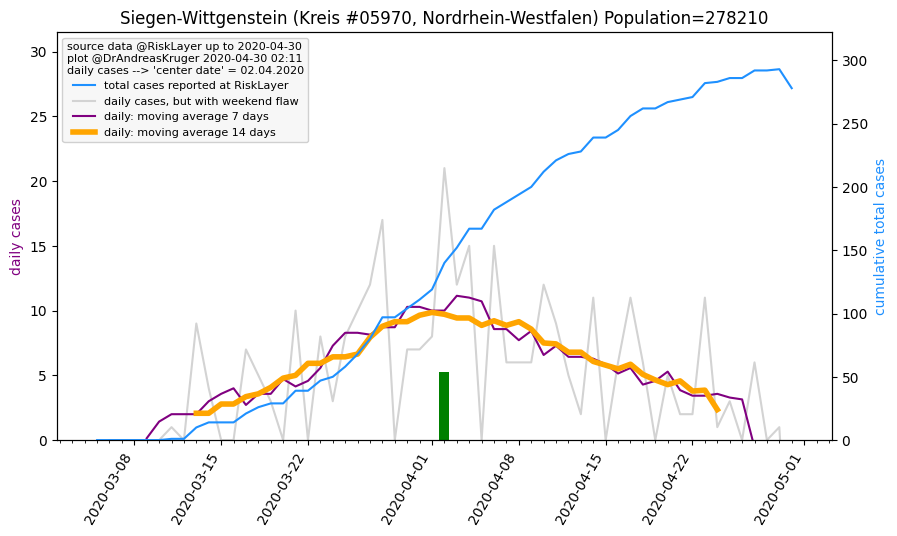 Siegen-Wittgenstein (Kreis #05970, Nordrhein-Westfalen) Population=278210
source data @RiskLayer up to 2020-04-30
plot @DrAndreasKruger 2020-04-30 02:11
daily cases --> 'center date' = 02.04.2020
total cases reported at RiskLayer
daily cases, but with weekend flaw
daily: moving average 7 days
daily: moving average 14 days
daily cases
30
25
20
15
10
5
0
cumulative total cases
300
250
200
150
100
50
0
2020-03-08
2020-03-15
2020-03-22
2020-04-01
2020-04-08
2020-04-15
2020-04-22
2020-05-01